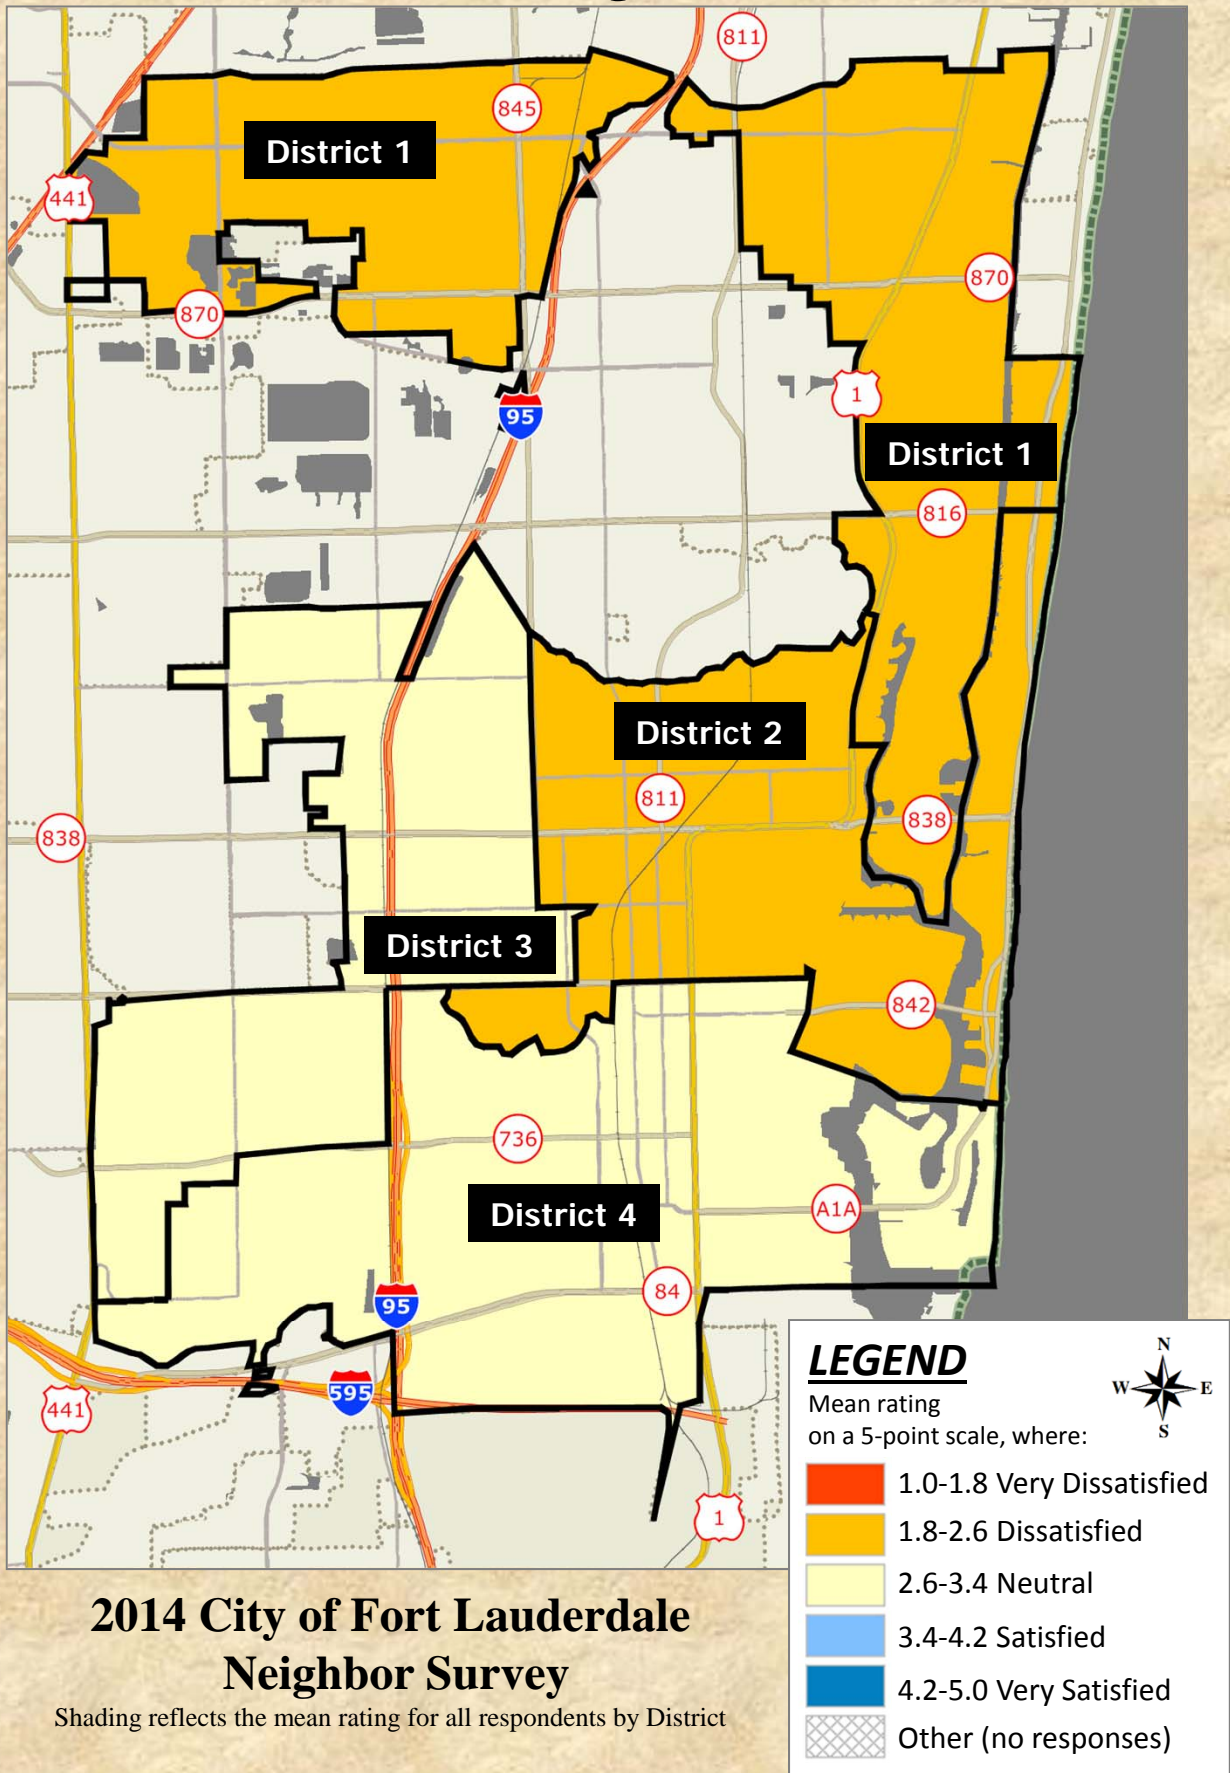 811
845
District 1
441
870
870
1
95
District 1
816
District 2
811
838
838
District 3
842
736
District 4
A1A
84
95
595
441
1
LEGEND
N
W E
S
Mean rating
on a 5-point scale, where:
1.0-1.8 Very Dissatisfied
1.8-2.6 Dissatisfied
2.6-3.4 Neutral
3.4-4.2 Satisfied
4.2-5.0 Very Satisfied
Other (no responses)
2014 City of Fort Lauderdale
Neighbor Survey
Shading reflects the mean rating for all respondents by District